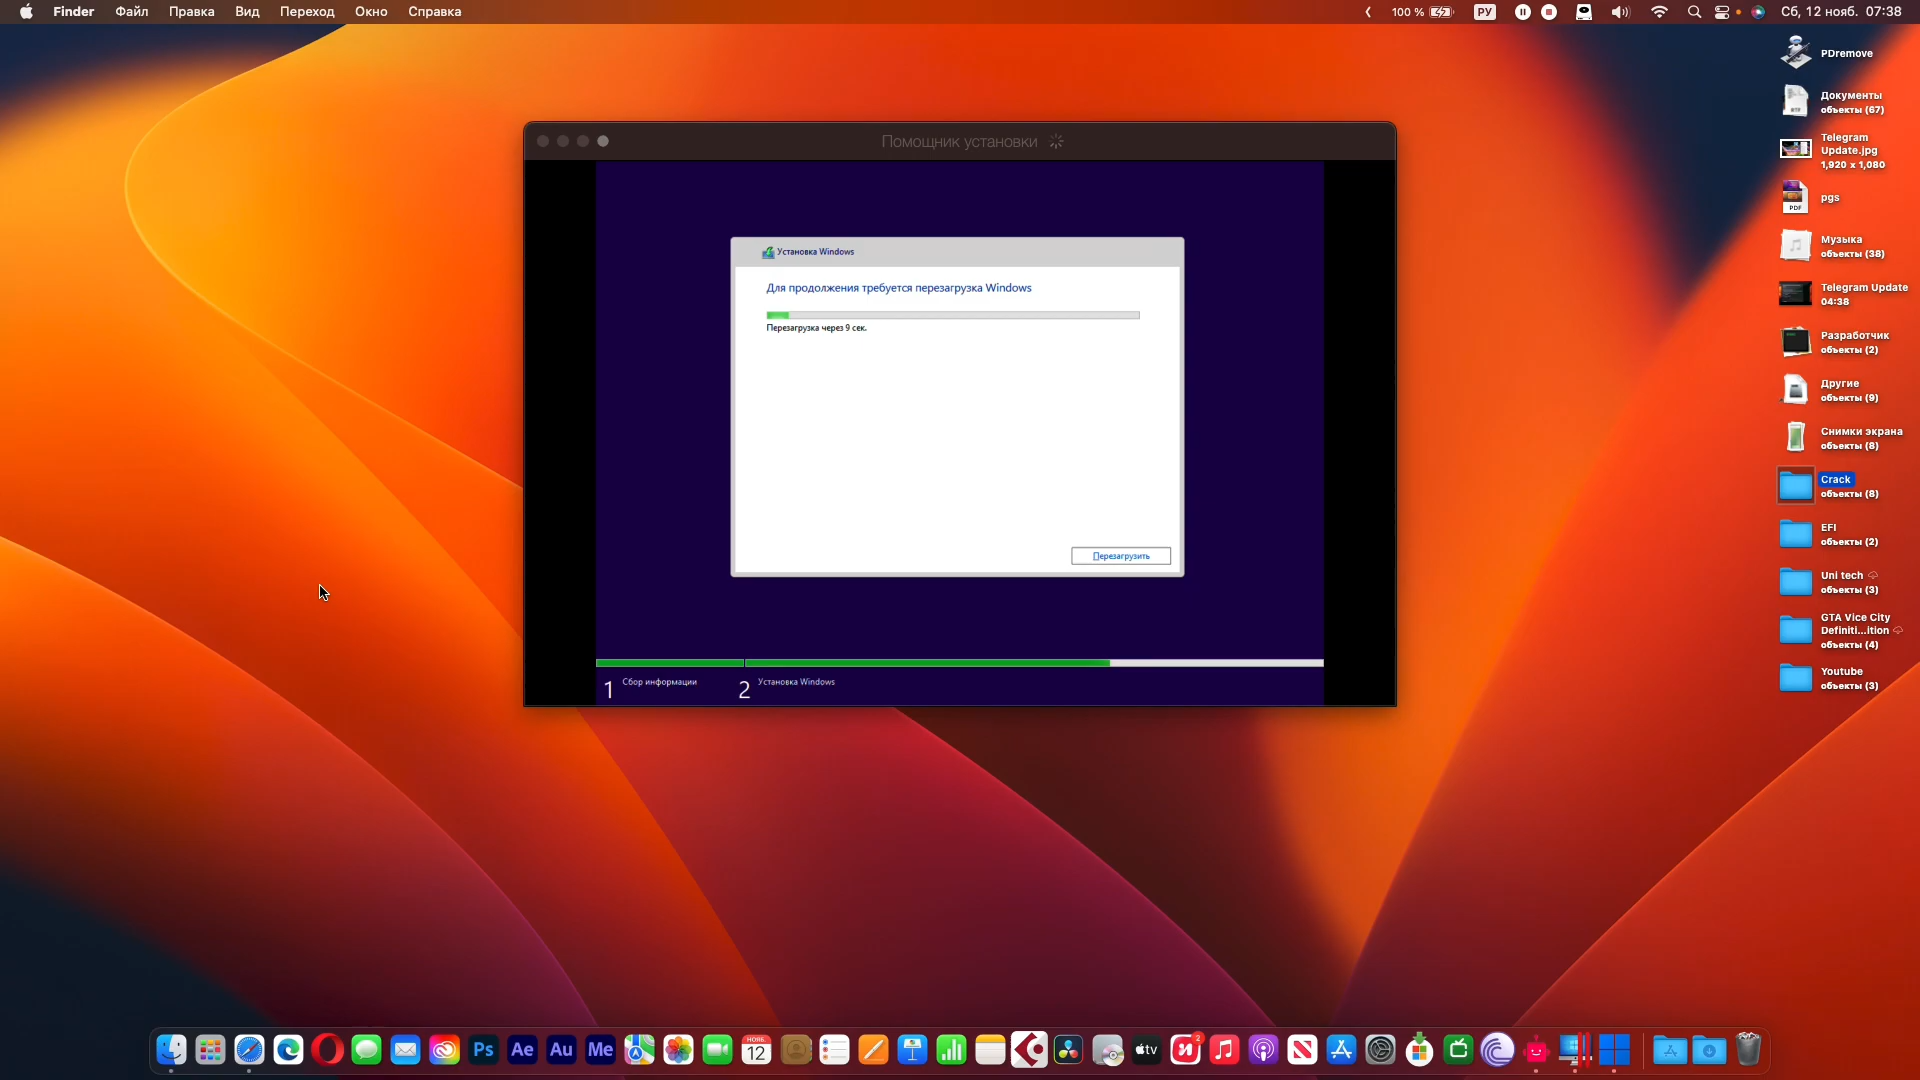 Finder Файл Правка Вид Переход Окно Справка
100 % РУ Сб, 12 нояб. 07:38
PDremove
Документы
объекты (67)
Telegram
Update.jpg
1,920 x 1,080
PDF
pgs
Музыка
объекты (38)
Telegram Update
04:38
Разработчик
объекты (2)
Другие
объекты (9)
Снимки экрана
объекты (8)
Crack
объекты (8)
EFI
объекты (2)
Uni tech
объекты (3)
GTA Vice City
Definiti...ition
объекты (4)
Youtube
объекты (3)
Помощник установки
Установка Windows
Для продолжения требуется перезагрузка Windows
Перезагрузка через 9 сек.
Перезагрузить
1 Сбор информации 2 Установка Windows
Ps Ae Au Me НОЯБ. 12 tv 2